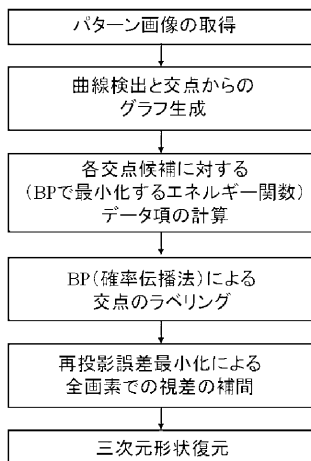 パターン画像の取得
曲線検出と交点からの
グラフ生成
各交点候補に対する
(BPで最小化するエネルギー関数)
データ項の計算
BP(確率伝播法)による
交点のラベリング
再投影誤差最小化による
全画素での視差の補間
三次元形状復元